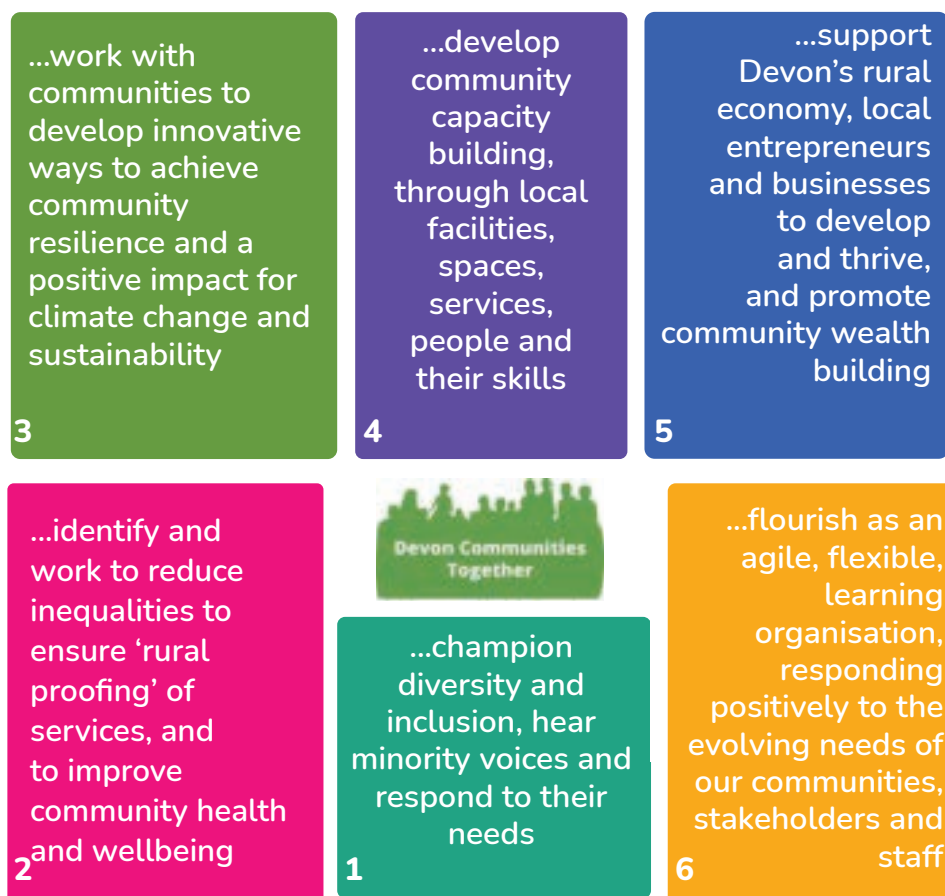 ...work with
communities to
develop innovative
ways to achieve
community
resilience and a
positive impact for
climate change and
sustainability
3
...develop
community
capacity
building,
through local
facilities,
spaces,
services,
people and
their skills
4
...support
Devon’s rural
economy, local
entrepreneurs
and businesses
to develop
and thrive,
and promote
community wealth
building
5
...identify and
work to reduce
inequalities to
ensure ‘rural
proofing’ of
services, and
to improve
community health
and wellbeing
2
Devon Communities
Together
...champion
diversity and
inclusion, hear
minority voices and
respond to their
needs
1
...flourish as an
agile, flexible,
learning
organisation,
responding
positively to the
evolving needs of
our communities,
stakeholders and
staff
6